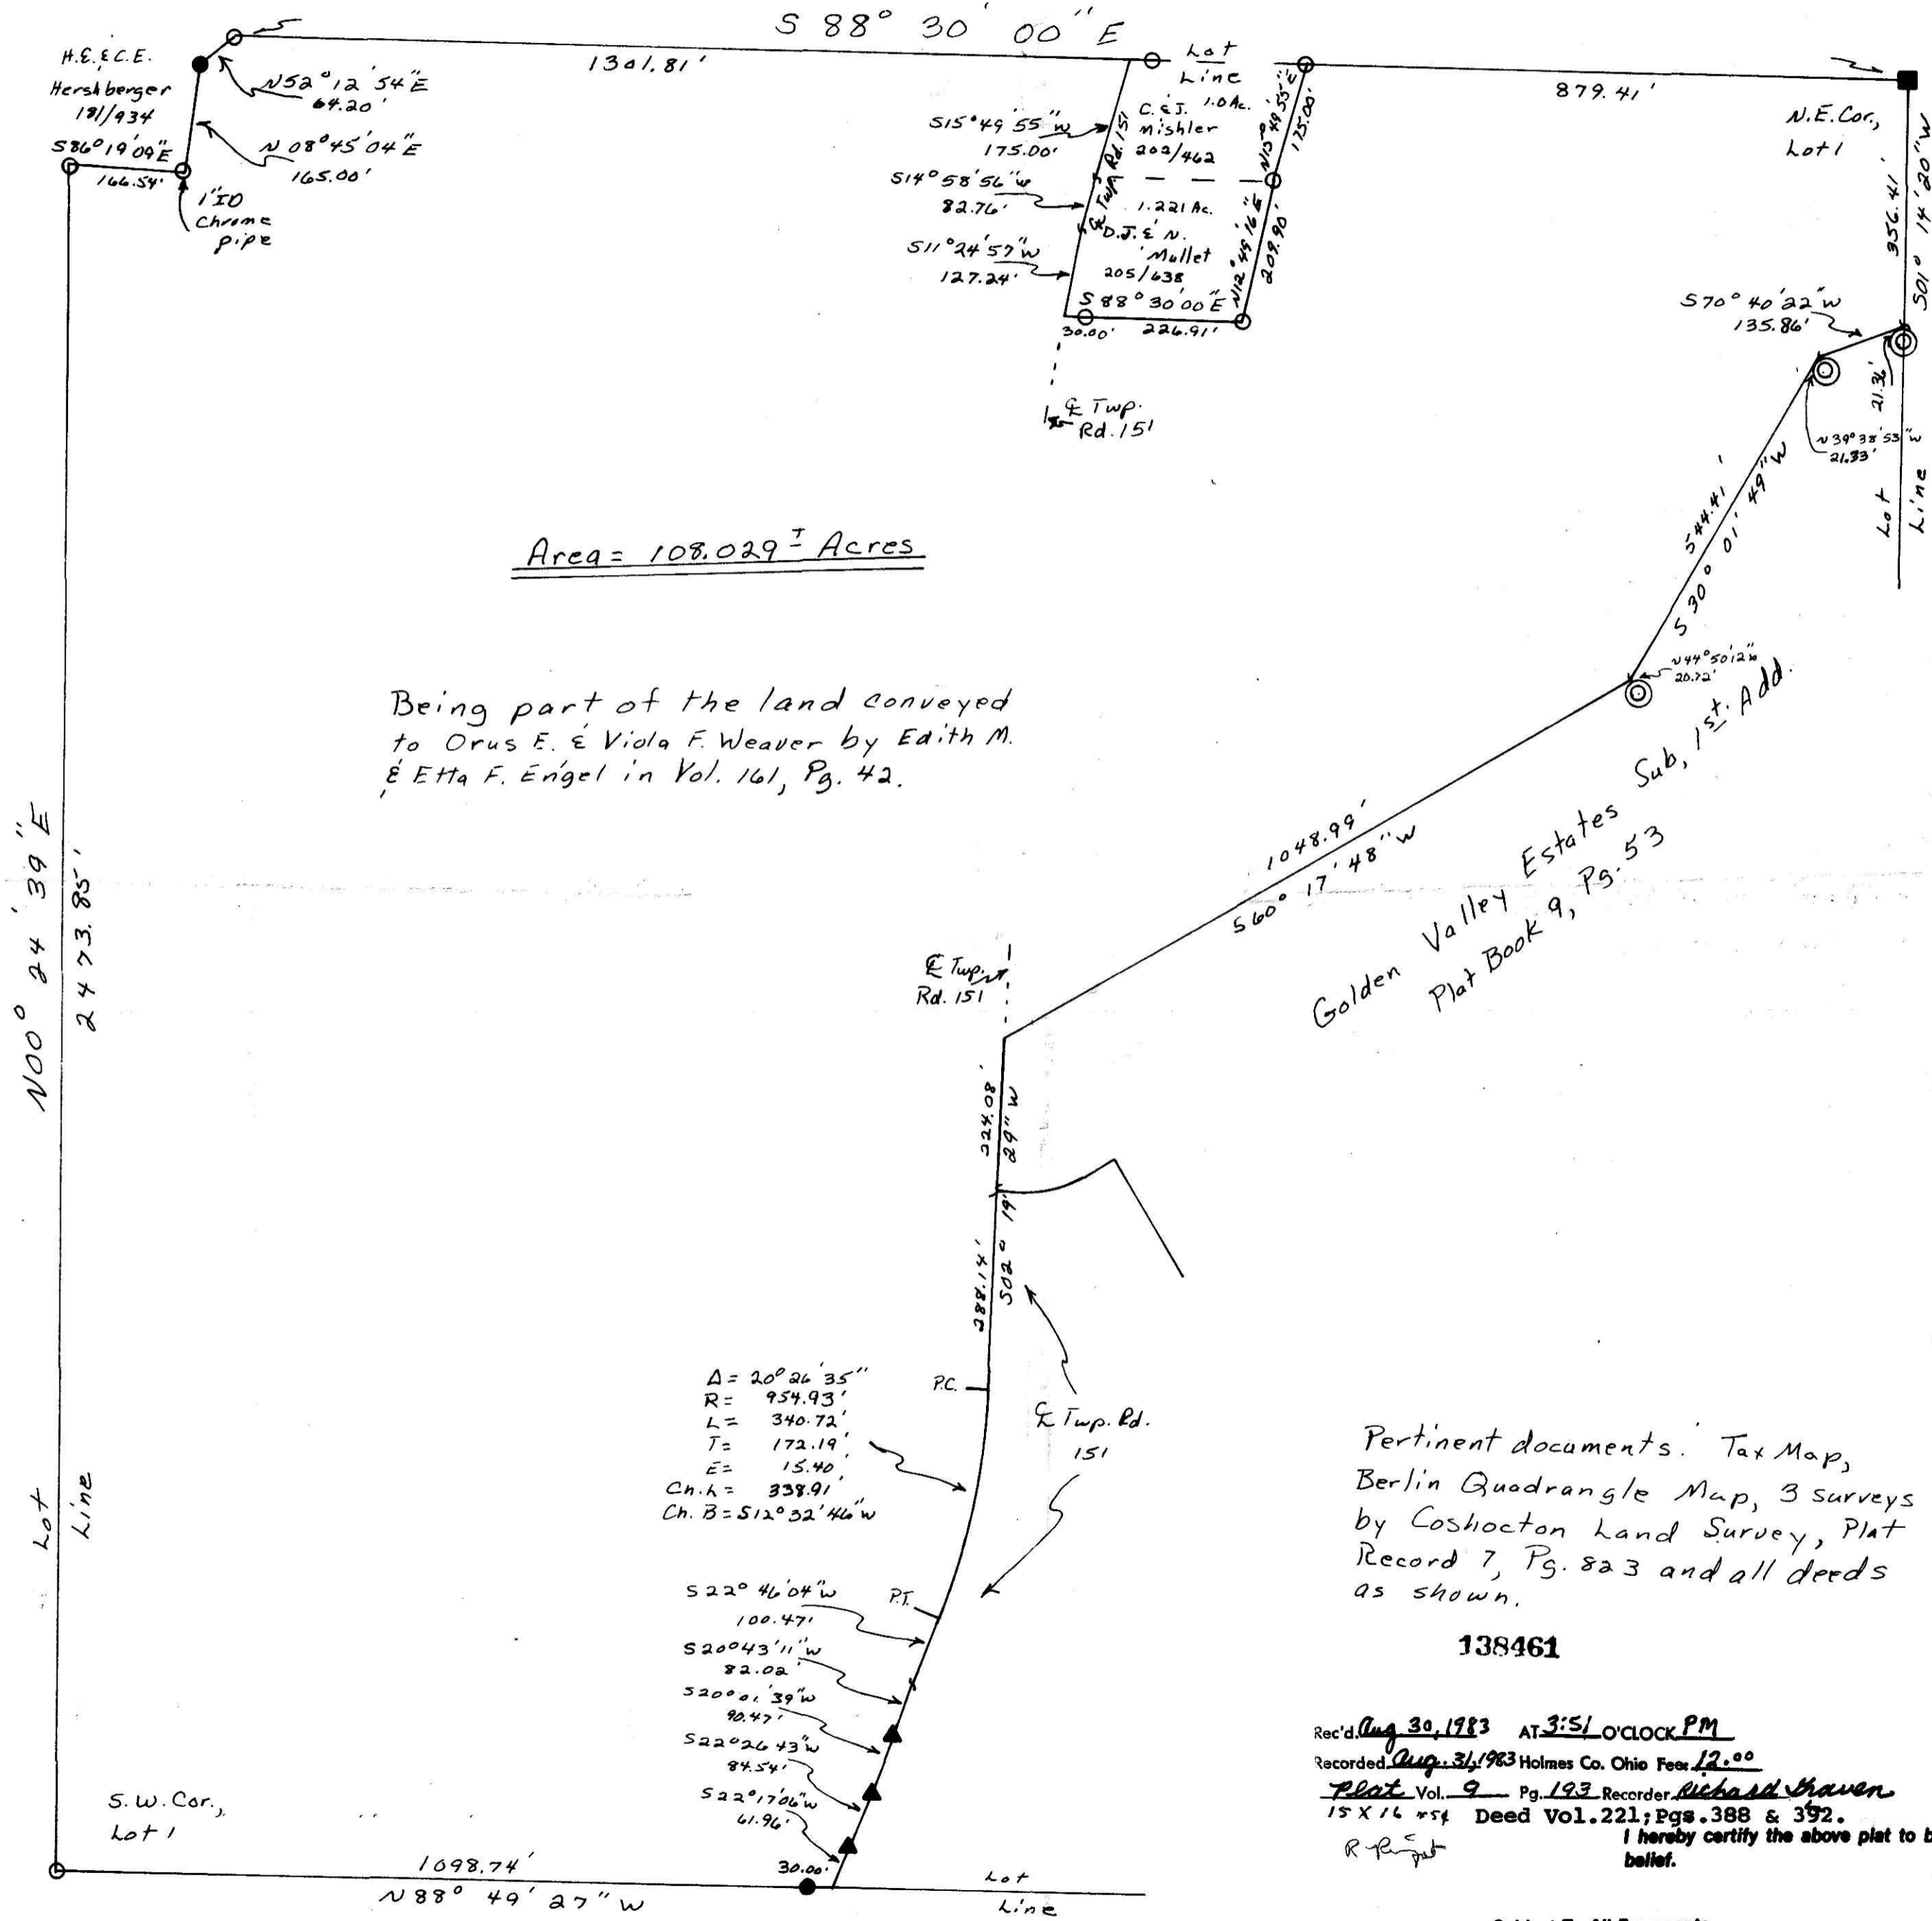 S 88° 30' 00" E
1301.81'
H.E. & C.E.
Hershberger
181/934
N52°12'54"E
64.20'
N 08°45'04"E
165.00'
S86°19'09"E
166.54'
1"ID
Chrome
pipe
Lot
Line
S15°49'55"W
175.00'
S14°58'56"W
82.76'
S11°24'57"W
127.24'
℄ Twp. Rd. 151
1.0 Ac.
C. & J.
Mishler
202/462
1.221 Ac.
D.J. & N.
Mullet
205/638
S 88°30'00"E
30.00'
226.91'
N15°49'55"E
175.00'
N12°49'16"E
209.90'
℄ Twp.
Rd. 151
879.41'
N.E. Cor.,
Lot 1
356.41'
S01° 14' 20" W
S70°40'22"W
135.86'
21.36'
N39°38'53"W
21.33'
Lot
Line
544.41'
S 30° 01' 49" W
N44°50'12"W
20.72'
1048.99'
S60° 17' 48" W
Golden Valley Estates Sub, 1st. Add.
Plat Book 9, Pg. 53
Area = 108.029 ± Acres
Being part of the land conveyed
to Orus E. & Viola F. Weaver by Edith M.
& Etta F. Engel in Vol. 161, Pg. 42.
N00° 24' 39" E
2473.85'
Lot
Line
℄ Twp.
Rd. 151
224.08'
288.14'
S02° 19' 29" W
P.C.
℄ Twp. Rd.
151
Δ = 20°26'35"
R = 954.93'
L = 340.72'
T = 172.19'
E = 15.40'
Ch. L = 338.91'
Ch. B = S12°32'46"W
P.T.
S22°46'04"W
100.47'
S20°43'11"W
82.02'
S20°01'39"W
90.47'
S22°26'43"W
84.54'
S22°17'06"W
61.96'
S.W. Cor.,
Lot 1
1098.74'
30.00'
N88° 49' 27" W
Lot
Line
Pertinent documents. Tax Map,
Berlin Quadrangle Map, 3 surveys
by Coshocton Land Survey, Plat
Record 7, Pg. 823 and all deeds
as shown.
138461
Rec'd. Aug 30, 1983 AT 3:51 O'CLOCK PM
Recorded Aug. 31, 1983 Holmes Co. Ohio Fee: 12.00
Plat Vol. 9 Pg. 193 Recorder Richard Graven
15 X 16 x5¢ Deed Vol. 221; Pgs. 388 & 392.
I hereby certify the above plat to b
belief.